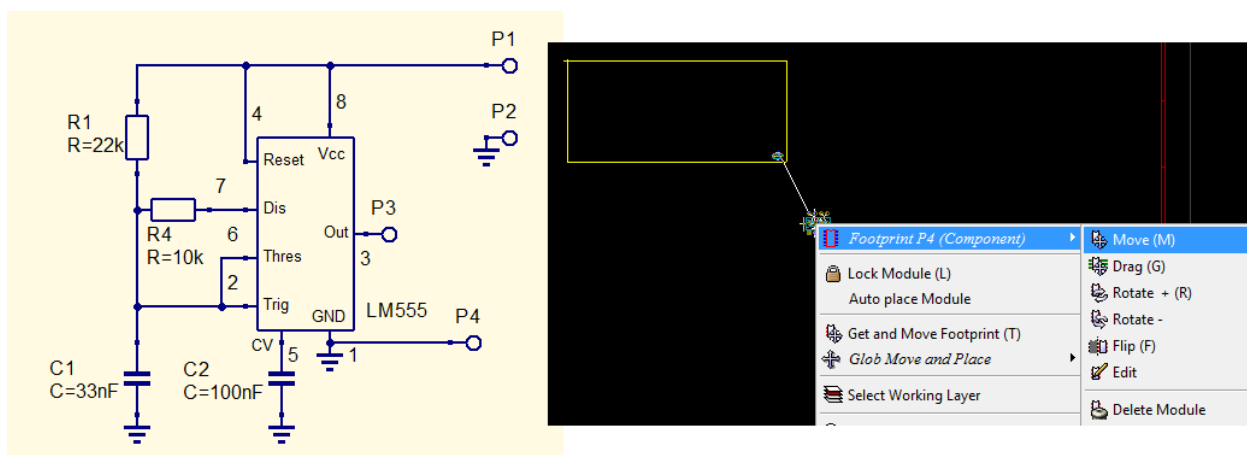 P1
P2
4
8
R1
R=22k
Reset
Vcc
7
Dis
P3
R4
R=10k
6
Out
Thres
3
2
Trig
GND
LM555
P4
CV
5
1
C1
C=33nF
C2
C=100nF
Footprint P4 (Component)
Move (M)
Lock Module (L)
Drag (G)
Auto place Module
Rotate + (R)
Rotate -
Get and Move Footprint (T)
Flip (F)
Glob Move and Place
Edit
Select Working Layer
Delete Module